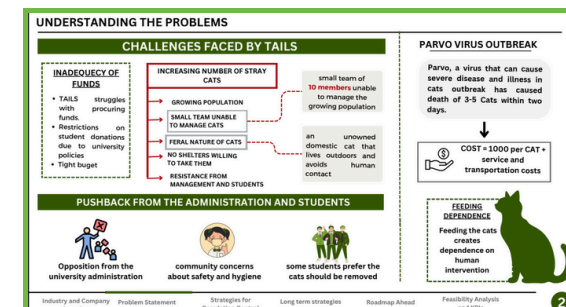 UNDERSTANDING THE PROBLEMS
CHALLENGES FACED BY TAILS
INADEQUECY OF
FUNDS
• TAILS struggles
with procuring
funds.
• Restrictions on
student donations
due to university
policies
• Tight buget
INCREASING NUMBER OF STRAY
CATS
GROWING POPULATION
SMALL TEAM UNABLE
TO MANAGE CATS
FERAL NATURE OF CATS
NO SHELTERS WILLING
TO TAKE THEM
RESISTANCE FROM
MANAGEMENT AND STUDENTS
small team of
10 members unable
to manage the
growing population
an unowned
domestic cat that
lives outdoors and
avoids human
contact
PUSHBACK FROM THE ADMINISTRATION AND STUDENTS
Opposition from the
university administration
community concerns
about safety and hygiene
some students prefer the
cats should be removed
PARVO VIRUS OUTBREAK
Parvo, a virus that can cause
severe disease and illness in
cats outbreak has caused
death of 3-5 Cats within two
days.
COST = 1000 per CAT +
service and
transportation costs
FEEDING
DEPENDENCE
Feeding the cats
creates
dependence on
human
intervention
Industry and Company
Problem Statement
Strategies for
Long term strategies
Roadmap Ahead
Feasibility Analysis
2